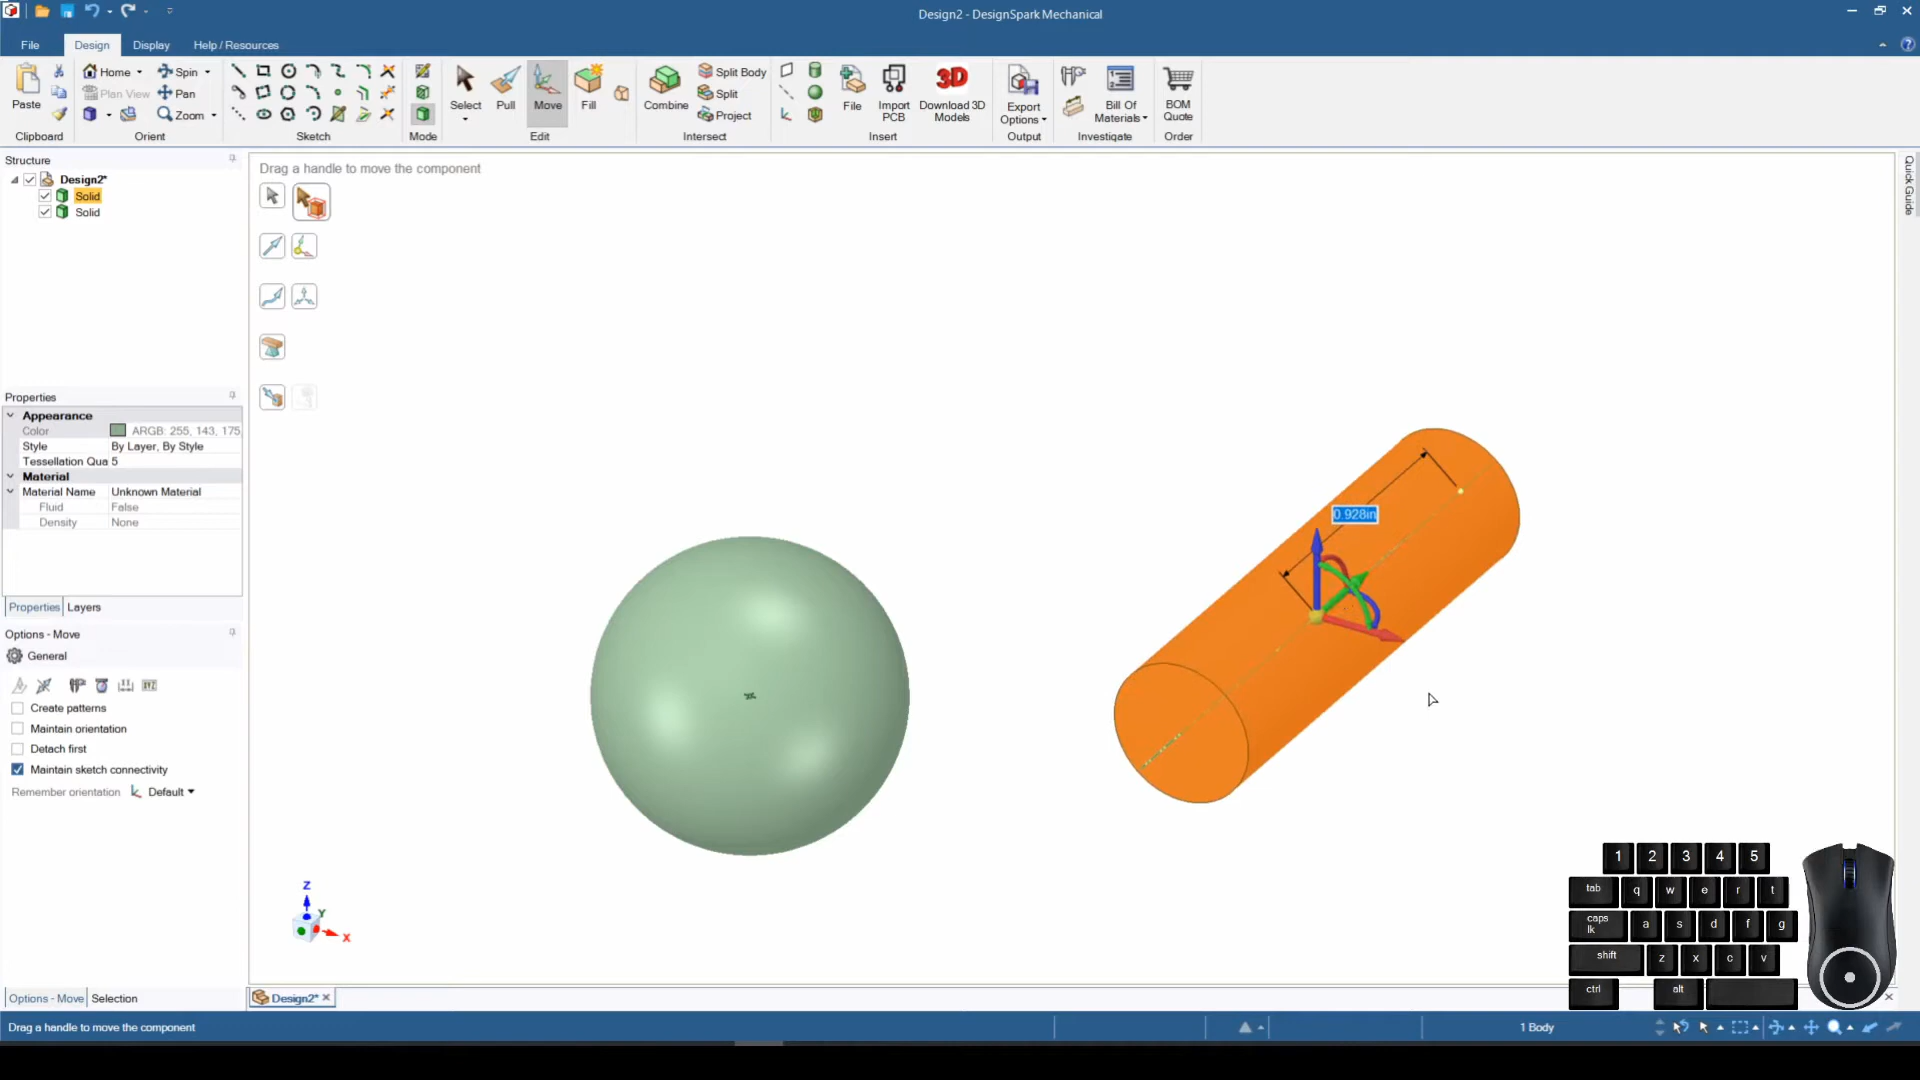 Design2 - DesignSpark Mechanical
File Design Display Help / Resources
Paste
Home
Plan View
Spin
Pan
Zoom
Select
Pull
Move
Fill
Combine
Split Body
Split
Project
File
Import
PCB
3D
Download 3D
Models
Export
Options
Bill Of
Materials
BOM
Quote
Clipboard Orient Sketch Mode Edit Intersect Insert Output Investigate Order
Structure
Design2*
Solid
Solid
Drag a handle to move the component
Quick Guide
Properties
Appearance
Color ARGB: 255, 143, 175,
Style By Layer, By Style
Tessellation Qua 5
Material
Material Name Unknown Material
Fluid False
Density None
Properties Layers
Options - Move
General
XYZ
Create patterns
Maintain orientation
Detach first
Maintain sketch connectivity
Remember orientation Default
0.928in
Z
Y
X
1 2 3 4 5
tab q w e r t
caps
lk
a s d f g
shift z x c v
ctrl alt
Options - Move Selection
Design2*
Drag a handle to move the component
1 Body